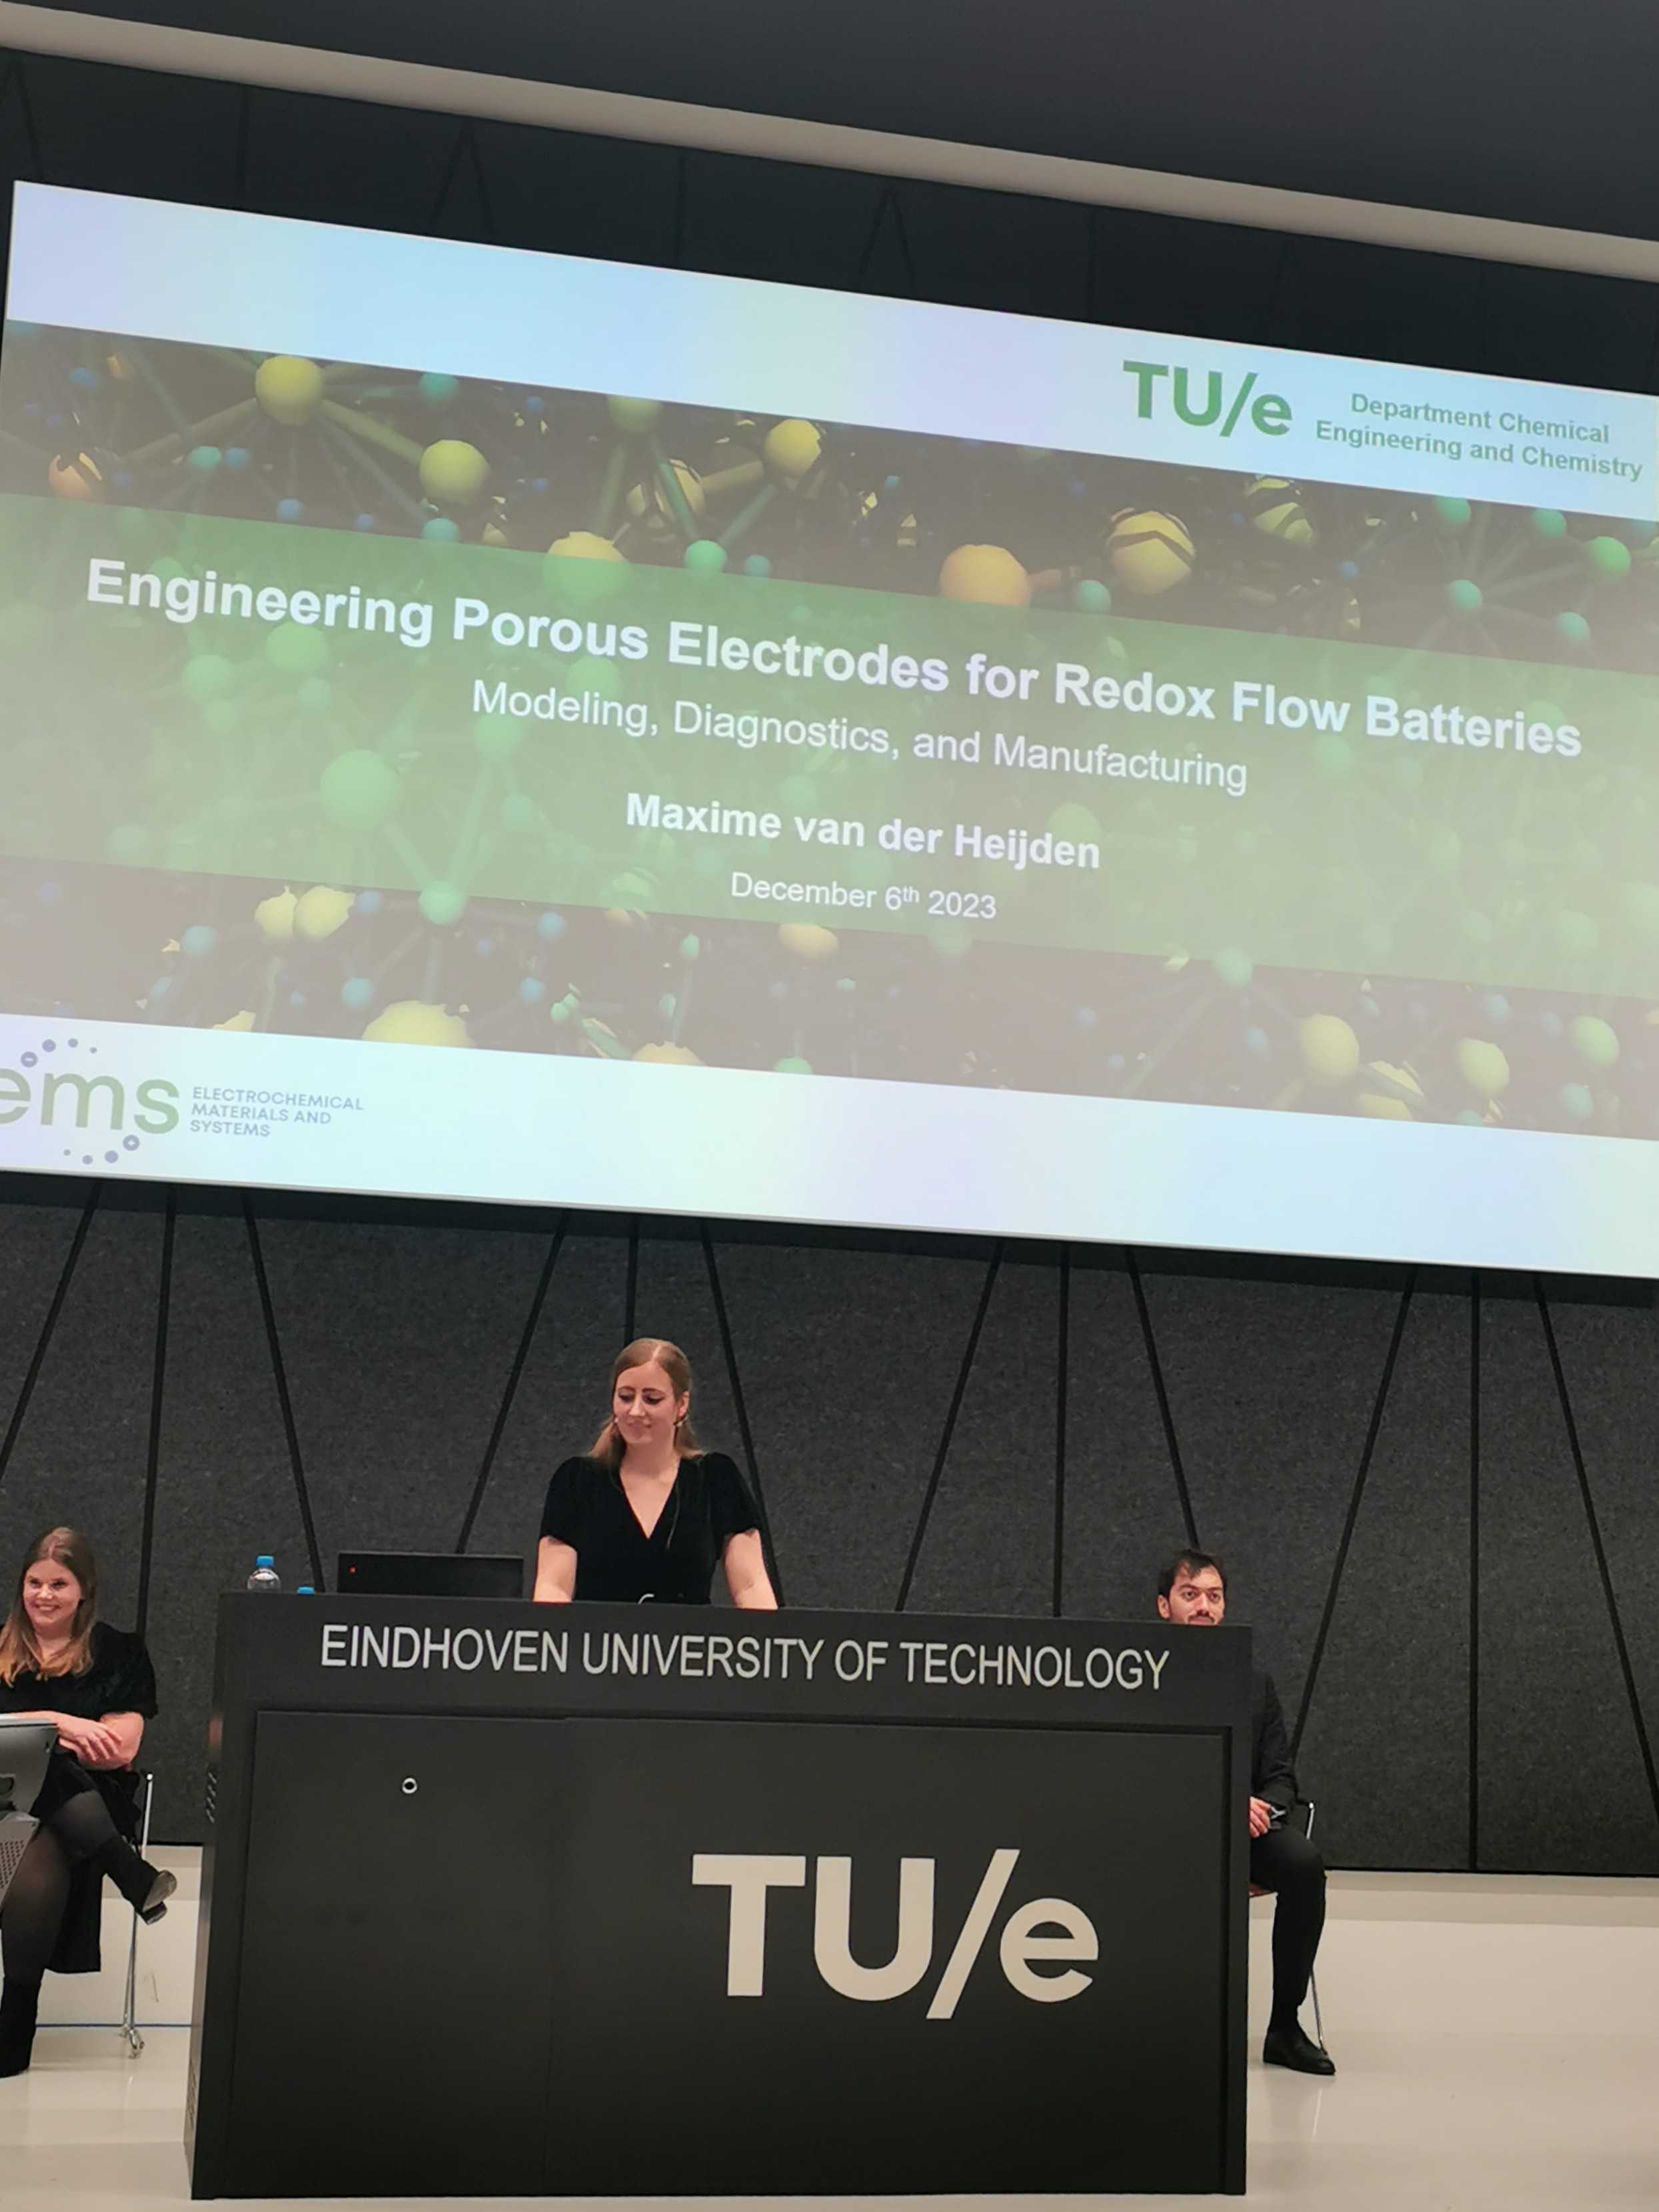 TU/e
Department Chemical
Engineering and Chemistry
Engineering Porous Electrodes for Redox Flow Batteries
Modeling, Diagnostics, and Manufacturing
Maxime van der Heijden
December 6th 2023
ems
ELECTROCHEMICAL
MATERIALS AND
SYSTEMS
EINDHOVEN UNIVERSITY OF TECHNOLOGY
TU/e